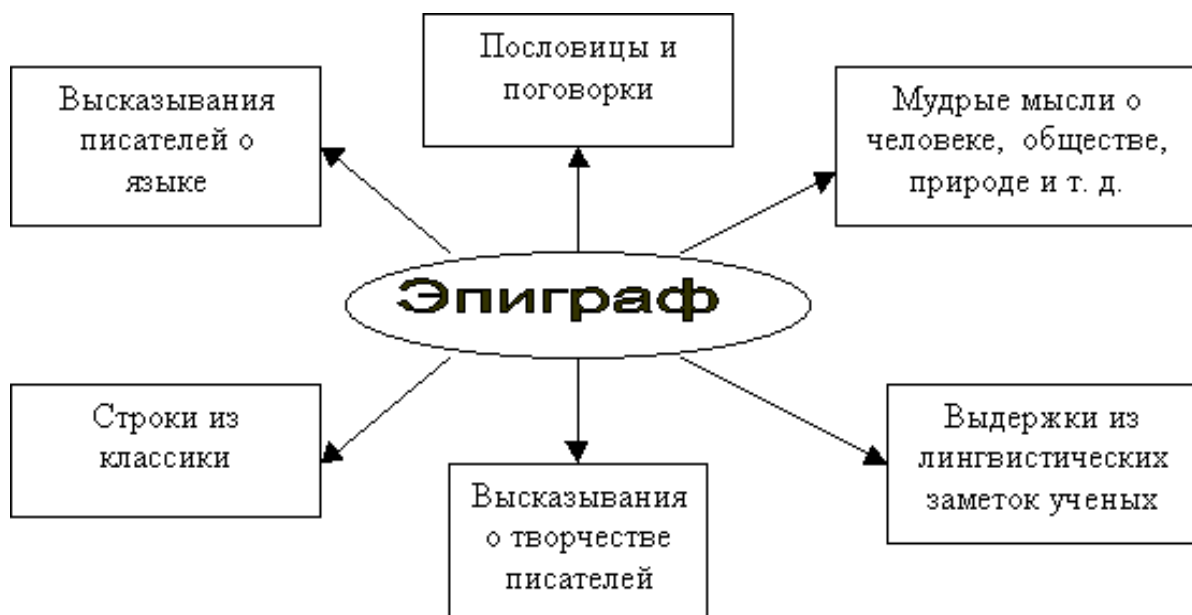 Пословицы и
поговорки
Высказывания
писателей о
языке
Мудрые мысли о
человеке, обществе,
природе и т. д.
Эпиграф
Строки из
классики
Высказывания
о творчестве
писателей
Выдержки из
лингвистических
заметок ученых